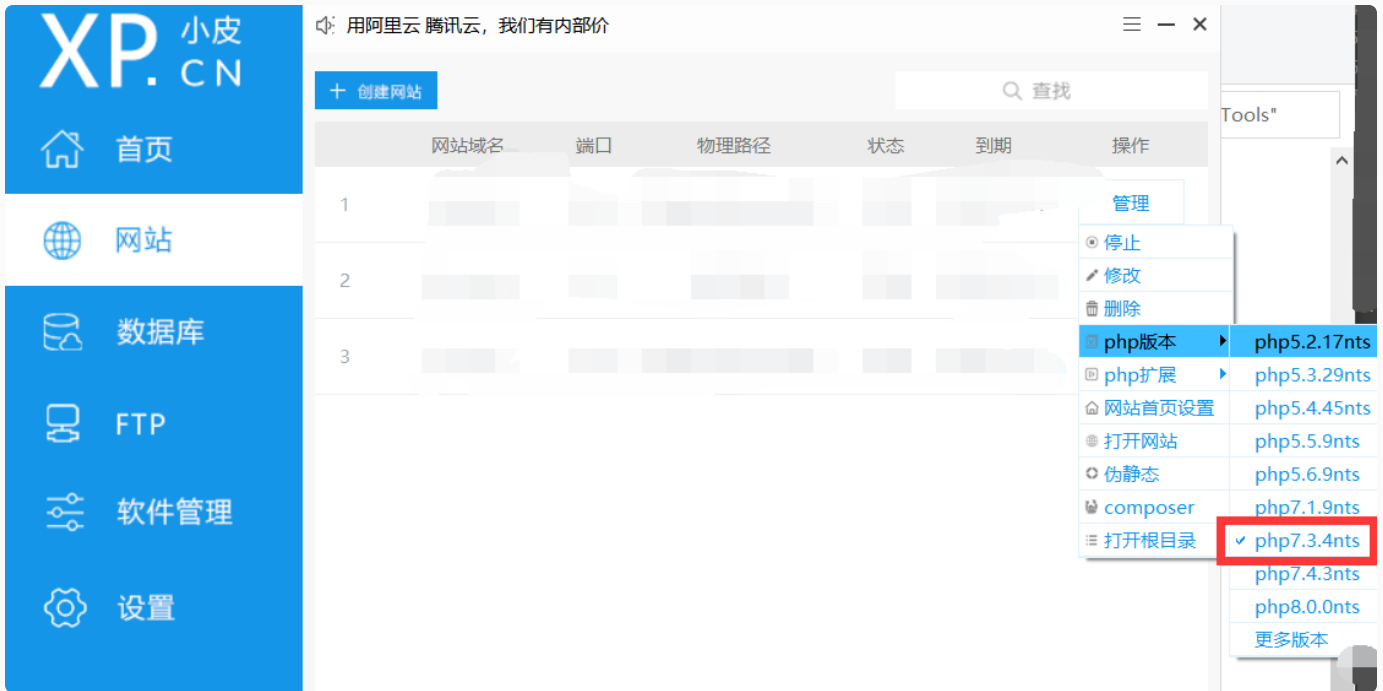 XP.CN 小皮
用阿里云 腾讯云，我们有内部价
创建网站
查找
Tools"
首页
网站
数据库
FTP
软件管理
设置
网站域名 端口 物理路径 状态 到期 操作
1 管理
2
3
停止
修改
删除
php版本
php扩展
网站首页设置
打开网站
伪静态
composer
打开根目录
php5.2.17nts
php5.3.29nts
php5.4.45nts
php5.5.9nts
php5.6.9nts
php7.1.9nts
php7.3.4nts
php7.4.3nts
php8.0.0nts
更多版本